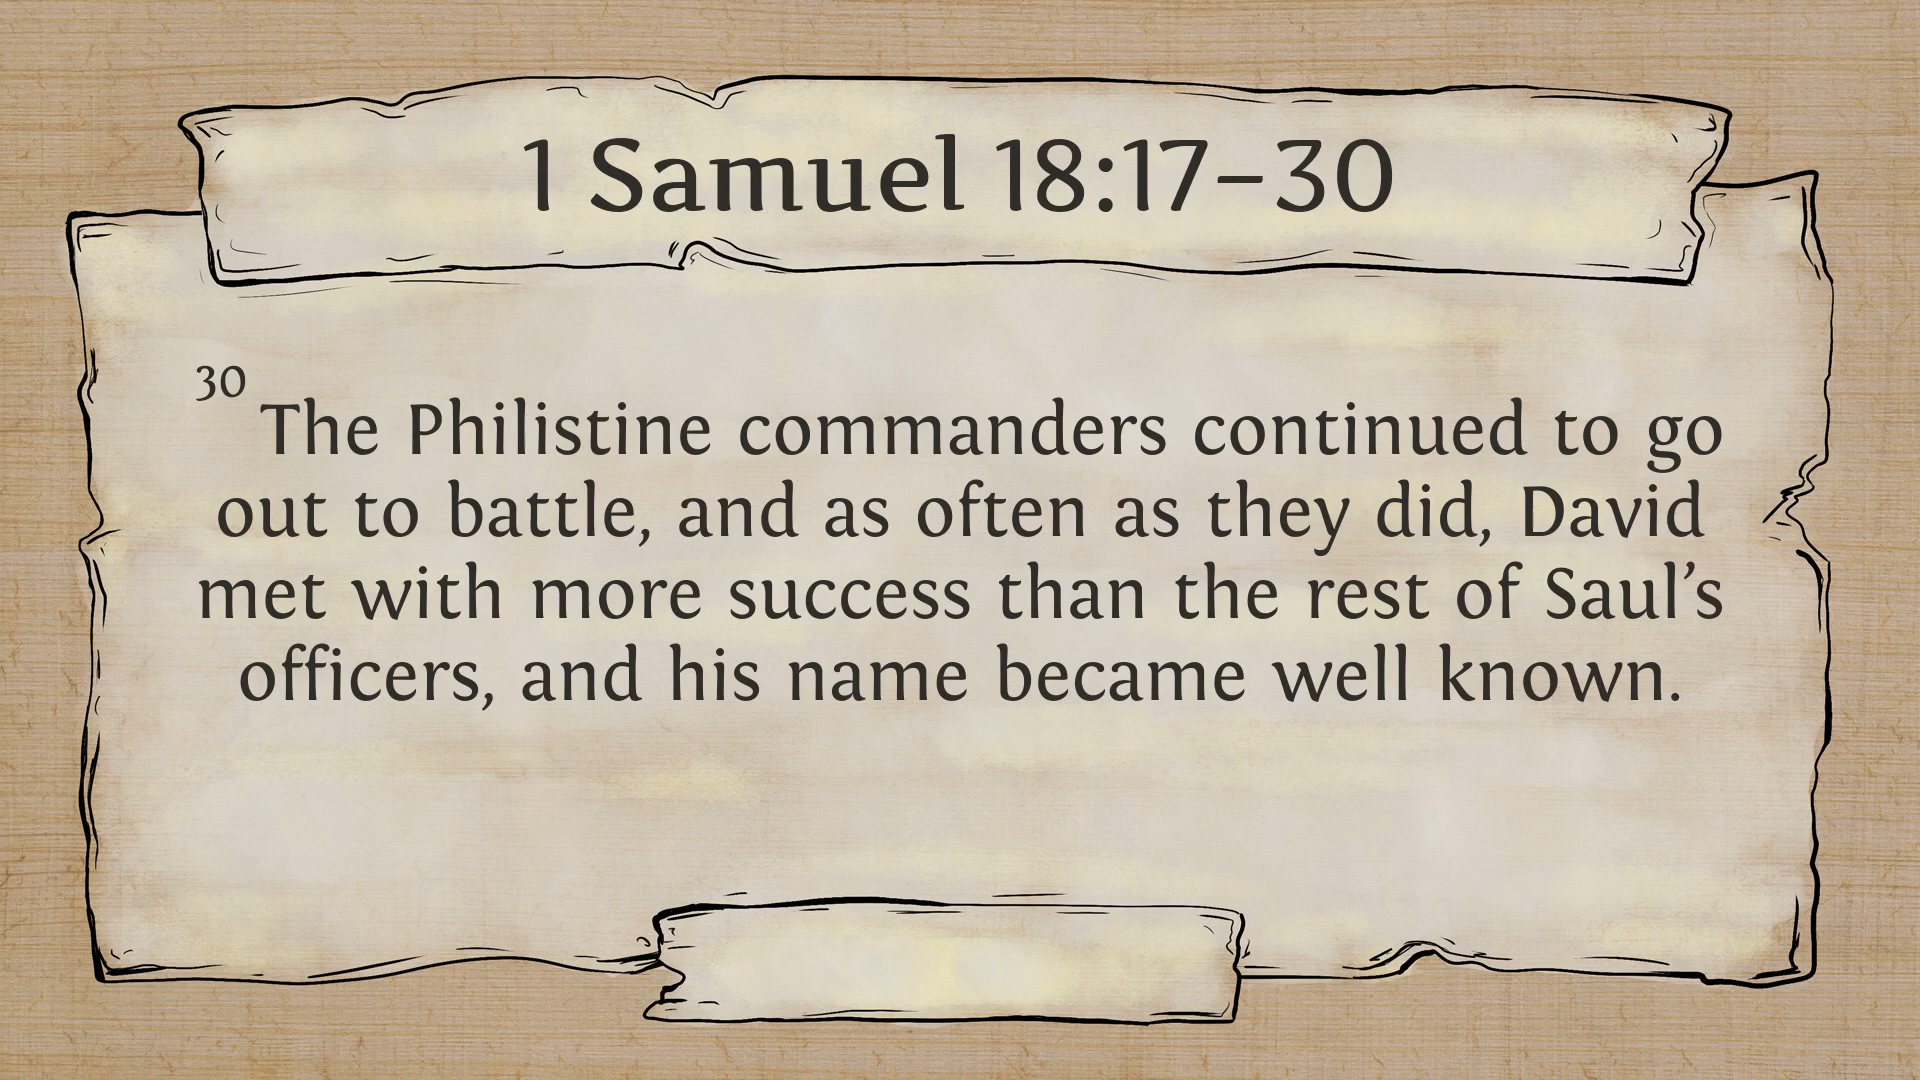 1 Samuel 18:17–30
30 The Philistine commanders continued to go
out to battle, and as often as they did, David
met with more success than the rest of Saul’s
officers, and his name became well known.